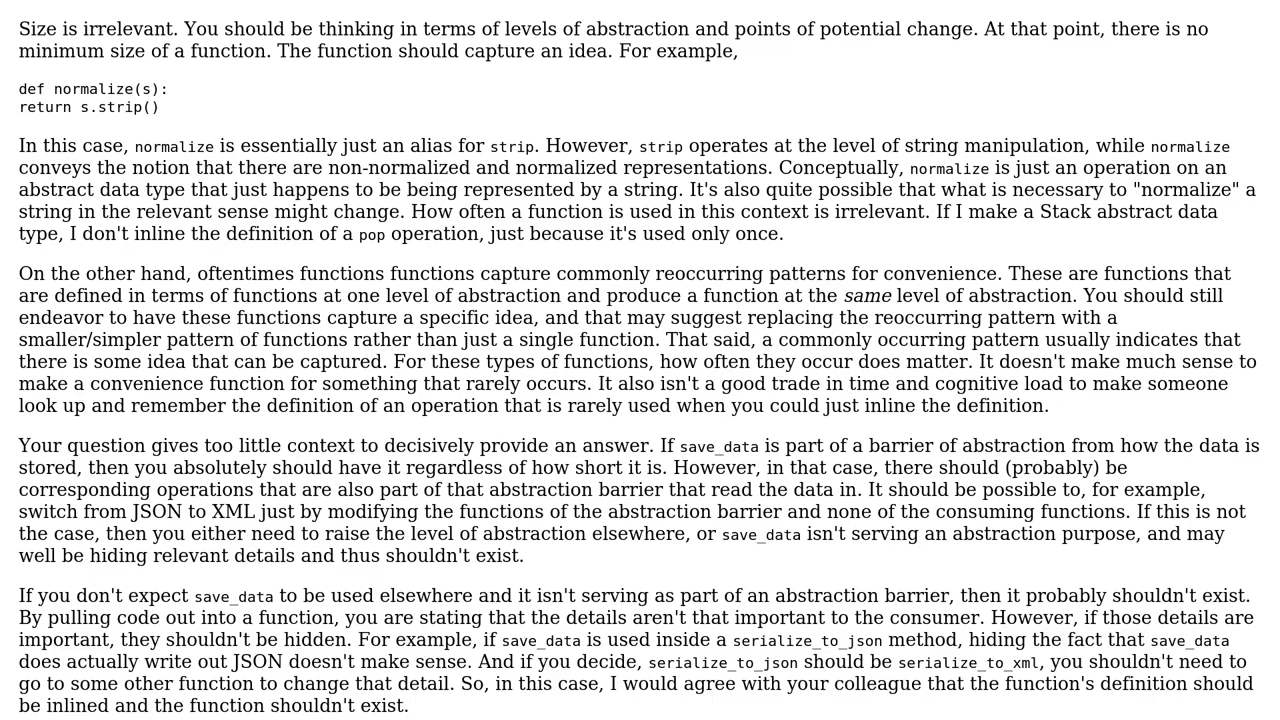 Size is irrelevant. You should be thinking in terms of levels of abstraction and points of potential change. At that point, there is no
minimum size of a function. The function should capture an idea. For example,
def normalize(s):
return s.strip()
In this case, normalize is essentially just an alias for strip. However, strip operates at the level of string manipulation, while normalize
conveys the notion that there are non-normalized and normalized representations. Conceptually, normalize is just an operation on an
abstract data type that just happens to be being represented by a string. It's also quite possible that what is necessary to "normalize" a
string in the relevant sense might change. How often a function is used in this context is irrelevant. If I make a Stack abstract data
type, I don't inline the definition of a pop operation, just because it's used only once.
On the other hand, oftentimes functions functions capture commonly reoccurring patterns for convenience. These are functions that
are defined in terms of functions at one level of abstraction and produce a function at the same level of abstraction. You should still
endeavor to have these functions capture a specific idea, and that may suggest replacing the reoccurring pattern with a
smaller/simpler pattern of functions rather than just a single function. That said, a commonly occurring pattern usually indicates that
there is some idea that can be captured. For these types of functions, how often they occur does matter. It doesn't make much sense to
make a convenience function for something that rarely occurs. It also isn't a good trade in time and cognitive load to make someone
look up and remember the definition of an operation that is rarely used when you could just inline the definition.
Your question gives too little context to decisively provide an answer. If save_data is part of a barrier of abstraction from how the data is
stored, then you absolutely should have it regardless of how short it is. However, in that case, there should (probably) be
corresponding operations that are also part of that abstraction barrier that read the data in. It should be possible to, for example,
switch from JSON to XML just by modifying the functions of the abstraction barrier and none of the consuming functions. If this is not
the case, then you either need to raise the level of abstraction elsewhere, or save_data isn't serving an abstraction purpose, and may
well be hiding relevant details and thus shouldn't exist.
If you don't expect save_data to be used elsewhere and it isn't serving as part of an abstraction barrier, then it probably shouldn't exist.
By pulling code out into a function, you are stating that the details aren't that important to the consumer. However, if those details are
important, they shouldn't be hidden. For example, if save_data is used inside a serialize_to_json method, hiding the fact that save_data
does actually write out JSON doesn't make sense. And if you decide, serialize_to_json should be serialize_to_xml, you shouldn't need to
go to some other function to change that detail. So, in this case, I would agree with your colleague that the function's definition should
be inlined and the function shouldn't exist.